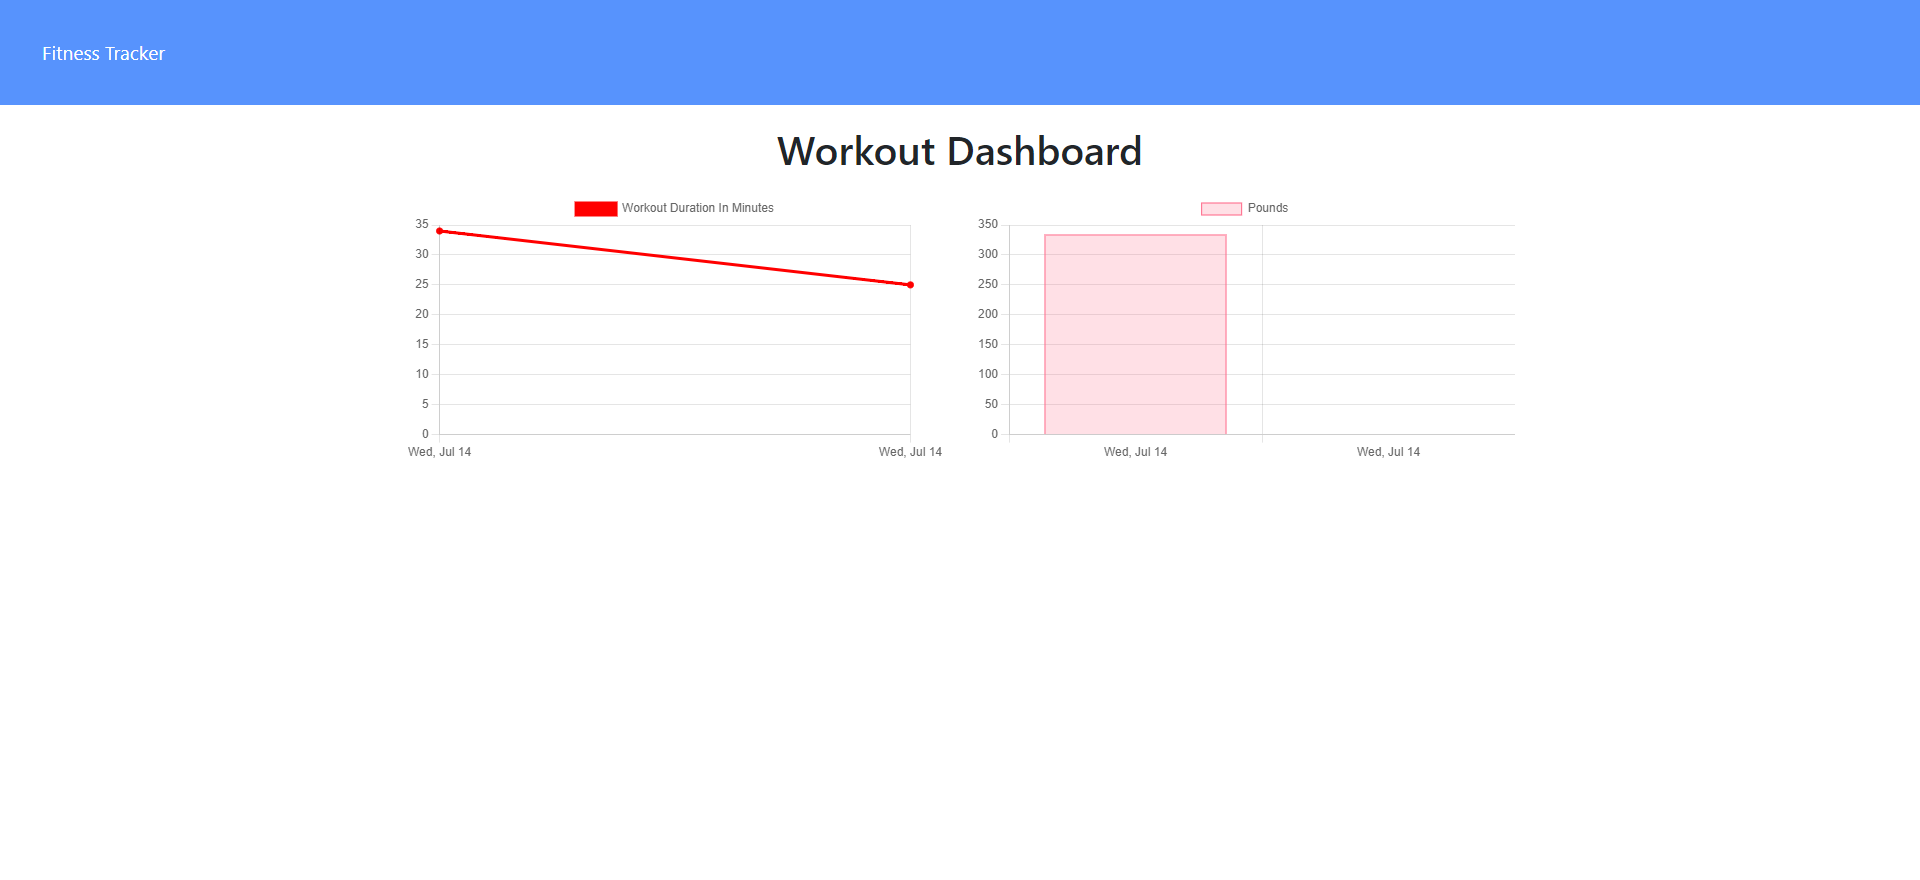 Fitness Tracker
Workout Dashboard
Workout Duration In Minutes
35
30
25
20
15
10
5
0
Wed, Jul 14 Wed, Jul 14
Pounds
350
300
250
200
150
100
50
0
Wed, Jul 14 Wed, Jul 14